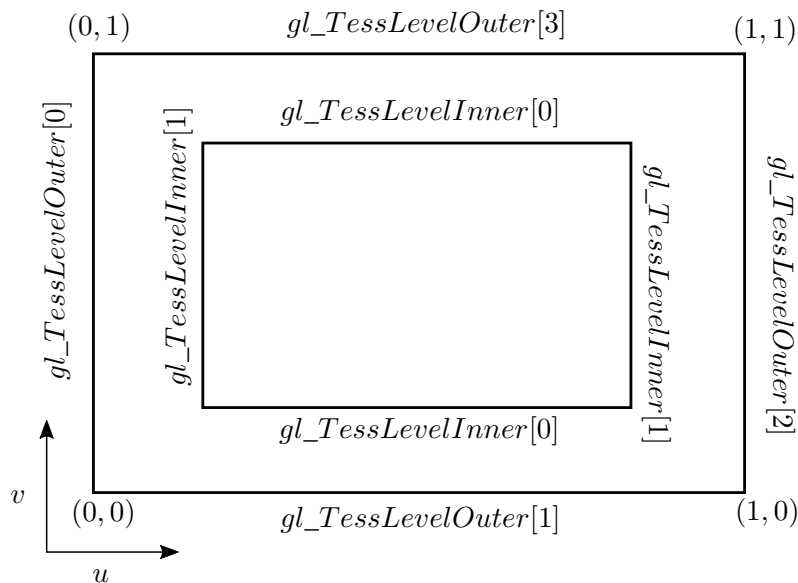 (0, 1)
gl_TessLevelOuter[3]
(1, 1)
gl_TessLevelOuter[0]
gl_TessLevelInner[1]
gl_TessLevelInner[0]
gl_TessLevelInner[1]
gl_TessLevelOuter[2]
gl_TessLevelInner[0]
v
(0, 0)
gl_TessLevelOuter[1]
(1, 0)
u